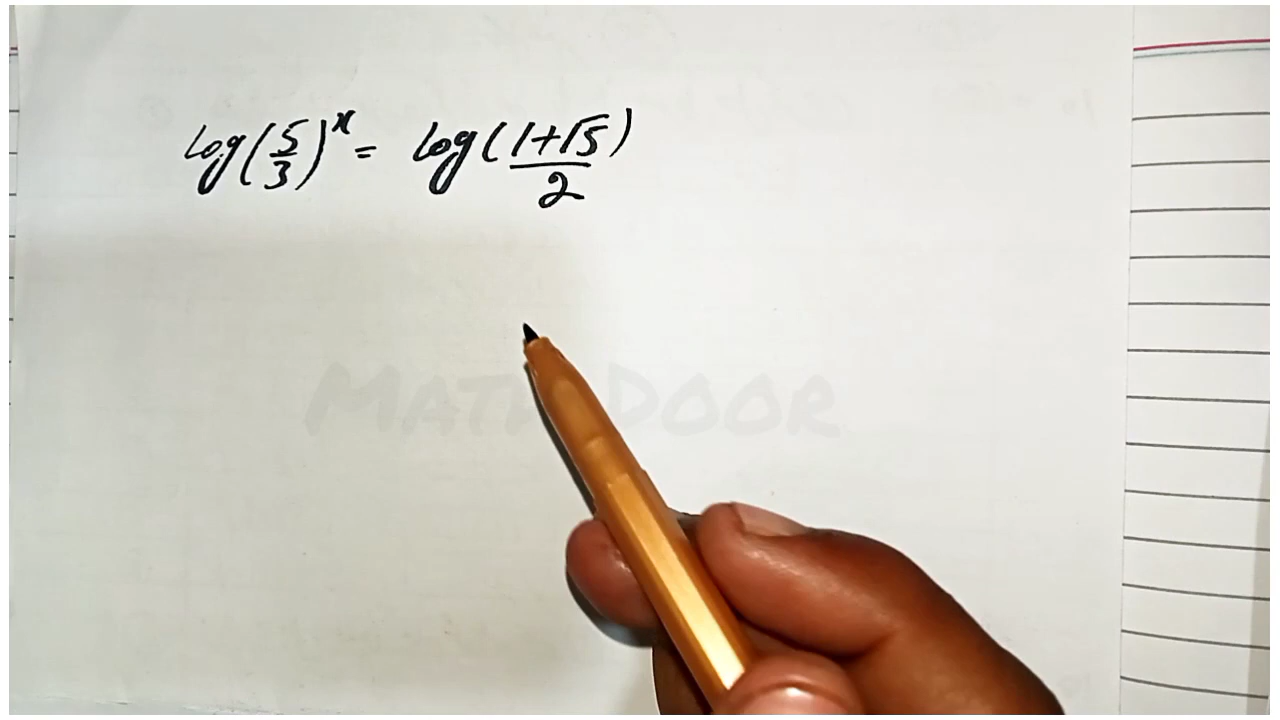 log(5/3)^x = log((1+√5)/2)
MATH DOOR